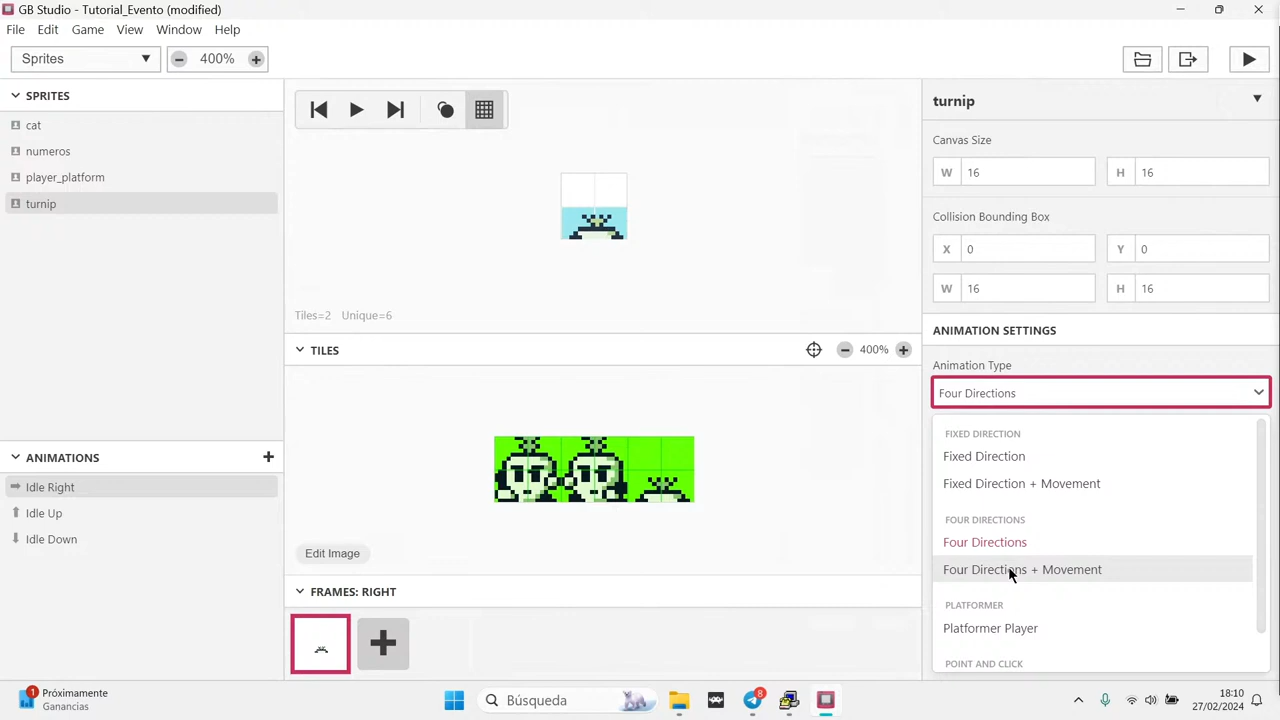 GB Studio - Tutorial_Evento (modified)
File Edit Game View Window Help
Sprites
400%
SPRITES
cat
numeros
player_platform
turnip
ANIMATIONS
Idle Right
Idle Up
Idle Down
Tiles=2 Unique=6
TILES
400%
Edit Image
FRAMES: RIGHT
turnip
Canvas Size
W 16 H 16
Collision Bounding Box
X 0 Y 0
W 16 H 16
ANIMATION SETTINGS
Animation Type
Four Directions
FIXED DIRECTION
Fixed Direction
Fixed Direction + Movement
FOUR DIRECTIONS
Four Directions
Four Directions + Movement
PLATFORMER
Platformer Player
POINT AND CLICK
1 Próximamente
Ganancias
Búsqueda
8
18:10
27/02/2024